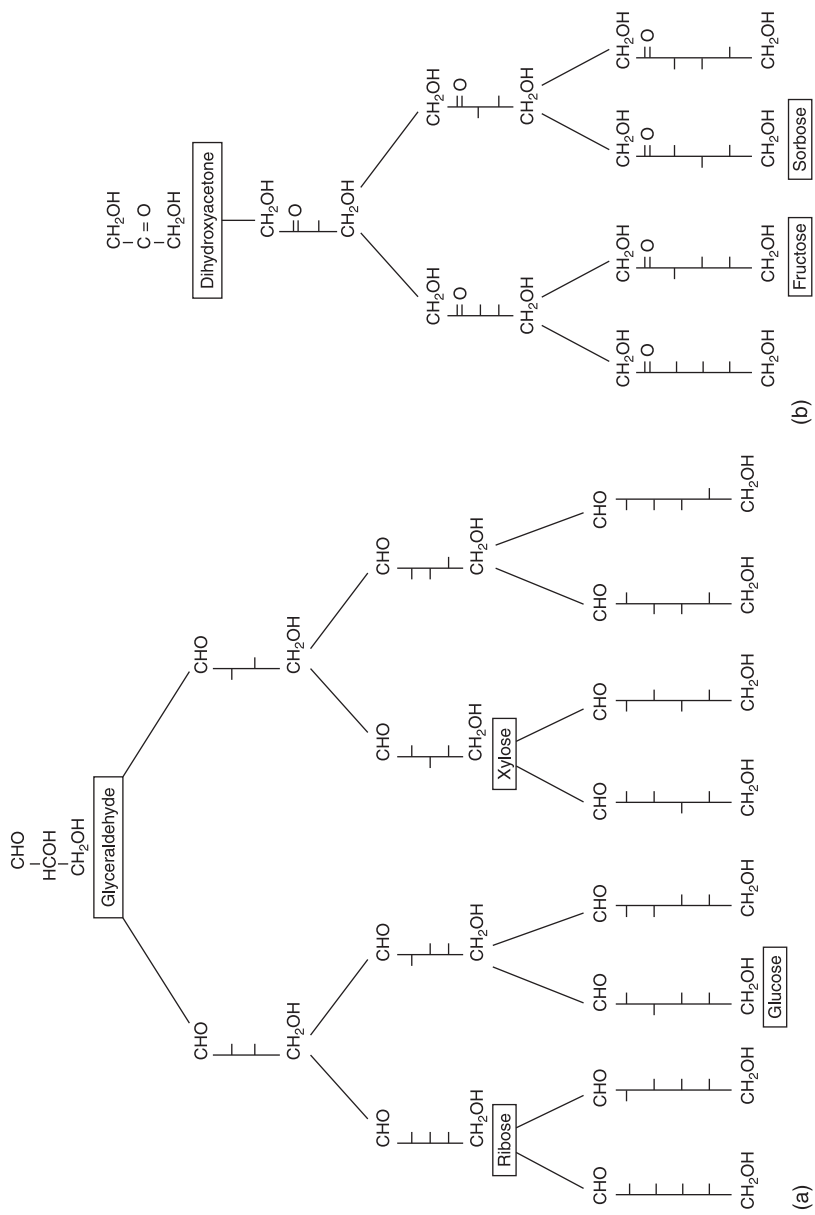 CHO
HCOH
CH₂OH
Glyceraldehyde
CHO CHO
CH₂OH CH₂OH
CHO CHO CHO CHO
CH₂OH CH₂OH CH₂OH CH₂OH
Ribose Xylose
CHO CHO CHO CHO CHO CHO CHO CHO
CH₂OH CH₂OH CH₂OH CH₂OH CH₂OH CH₂OH CH₂OH CH₂OH
Glucose
(a)
CH₂OH
C = O
CH₂OH
Dihydroxyacetone
CH₂OH
O
CH₂OH
CH₂OH CH₂OH
O O
CH₂OH CH₂OH
CH₂OH CH₂OH CH₂OH CH₂OH
O O O O
CH₂OH CH₂OH CH₂OH CH₂OH
Fructose Sorbose
(b)